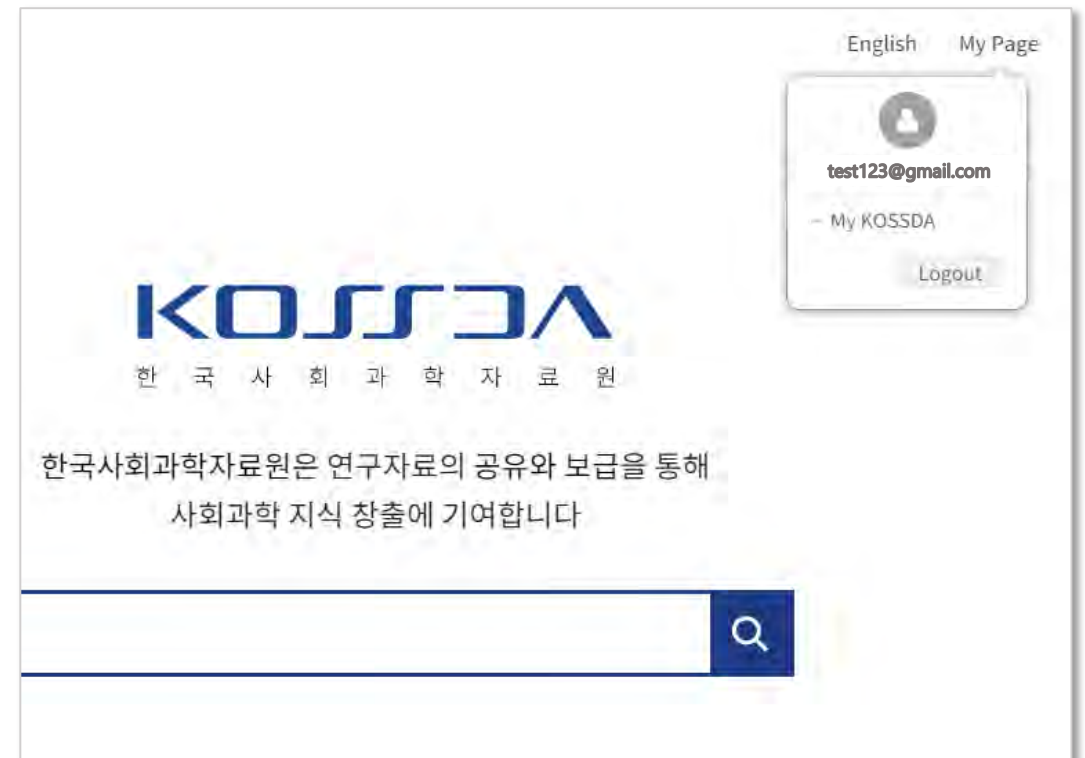 English My Page
test123@gmail.com
- My KOSSDA
Logout
KOSSDA
한국사회과학자료원
한국사회과학자료원은 연구자료의 공유와 보급을 통해
사회과학 지식 창출에 기여합니다